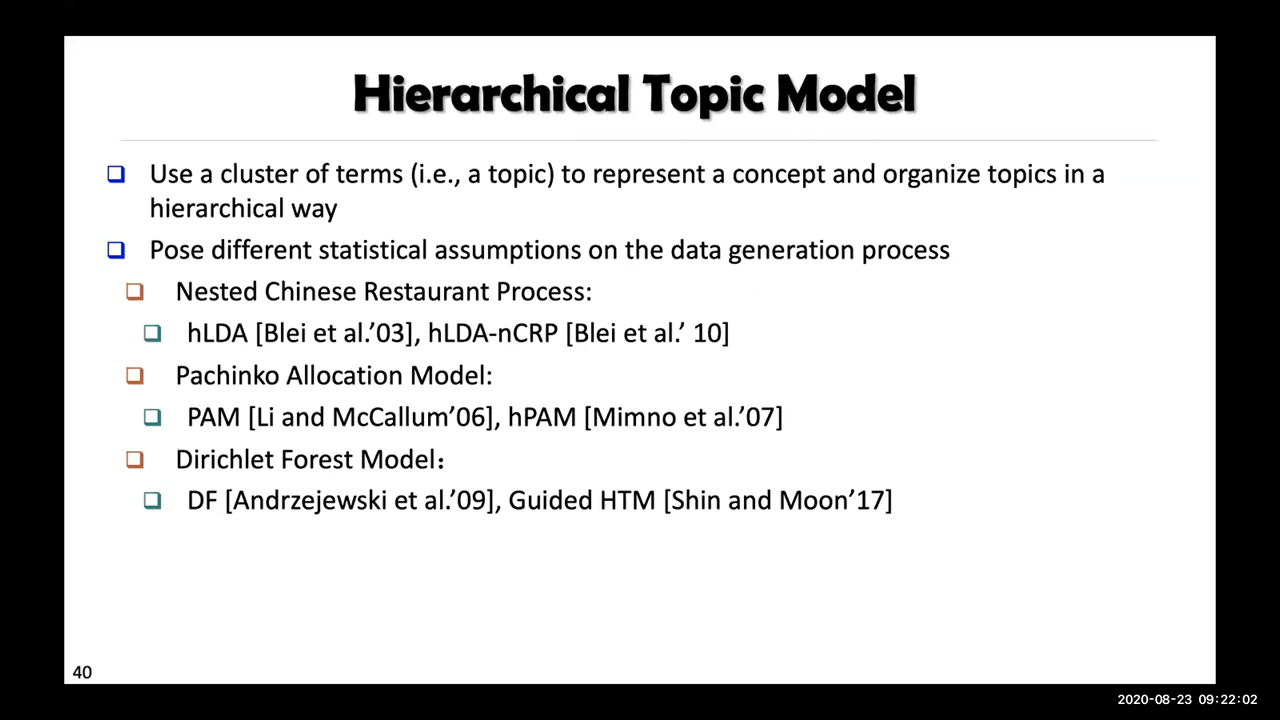 Hierarchical Topic Model
Use a cluster of terms (i.e., a topic) to represent a concept and organize topics in a
hierarchical way
Pose different statistical assumptions on the data generation process
Nested Chinese Restaurant Process:
hLDA [Blei et al.’03], hLDA-nCRP [Blei et al.’ 10]
Pachinko Allocation Model:
PAM [Li and McCallum’06], hPAM [Mimno et al.’07]
Dirichlet Forest Model：
DF [Andrzejewski et al.’09], Guided HTM [Shin and Moon’17]
40
2020-08-23 09:22:02